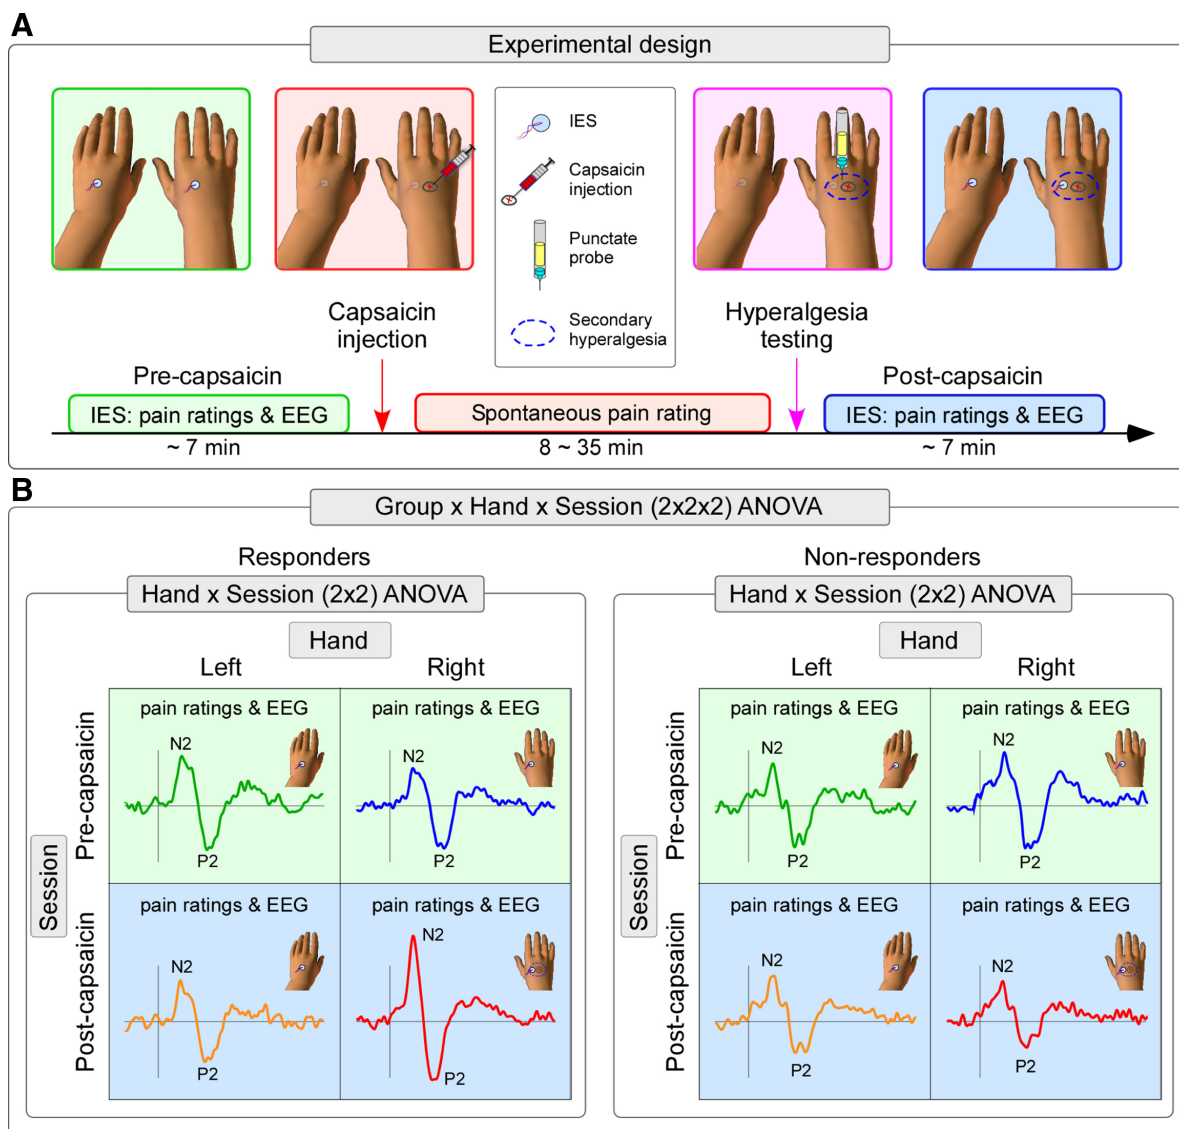 A
Experimental design
IES
Capsaicin
injection
Punctate
probe
Secondary
hyperalgesia
Capsaicin
injection
Hyperalgesia
testing
Pre-capsaicin
Post-capsaicin
IES: pain ratings & EEG
Spontaneous pain rating
IES: pain ratings & EEG
~ 7 min
8 ~ 35 min
~ 7 min
B
Group x Hand x Session (2x2x2) ANOVA
Responders
Hand x Session (2x2) ANOVA
Hand
Left
Right
Session
Pre-capsaicin
pain ratings & EEG
N2
P2
pain ratings & EEG
N2
P2
Post-capsaicin
pain ratings & EEG
N2
P2
pain ratings & EEG
N2
P2
Non-responders
Hand x Session (2x2) ANOVA
Hand
Left
Right
Session
Pre-capsaicin
pain ratings & EEG
N2
P2
pain ratings & EEG
N2
P2
Post-capsaicin
pain ratings & EEG
N2
P2
pain ratings & EEG
N2
P2